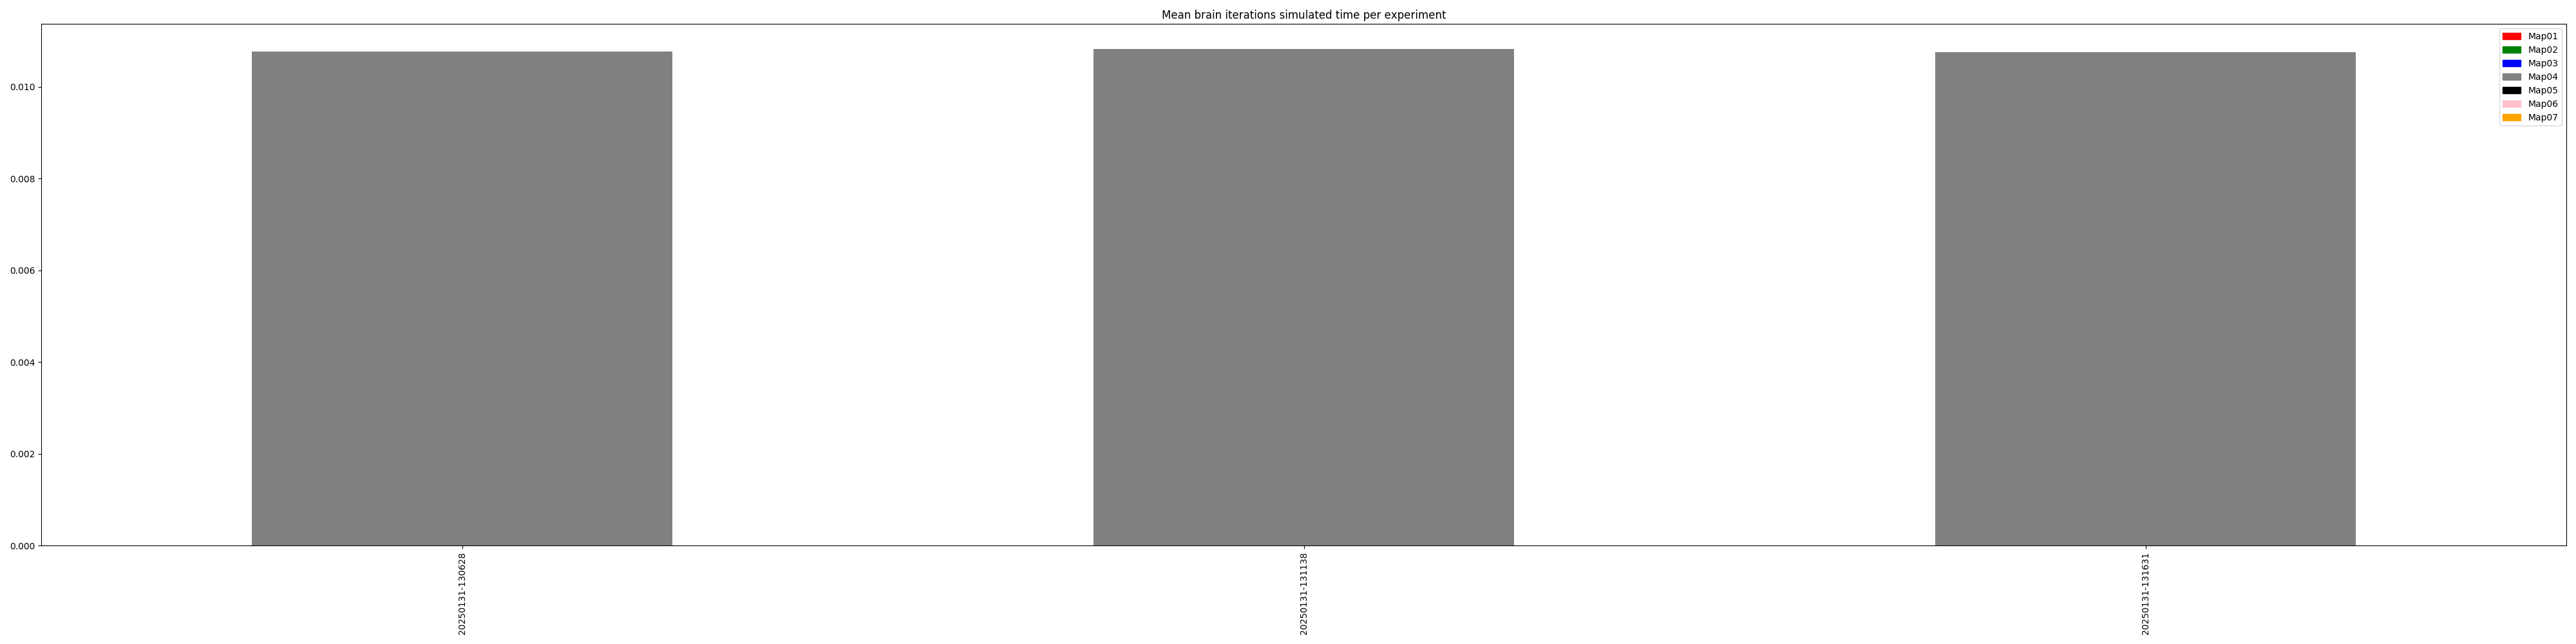 Mean brain iterations simulated time per experiment
Map01
Map02
Map03
Map04
Map05
Map06
Map07
0.010
0.008
0.006
0.004
0.002
0.000
20250131-130628
20250131-131138
20250131-131631